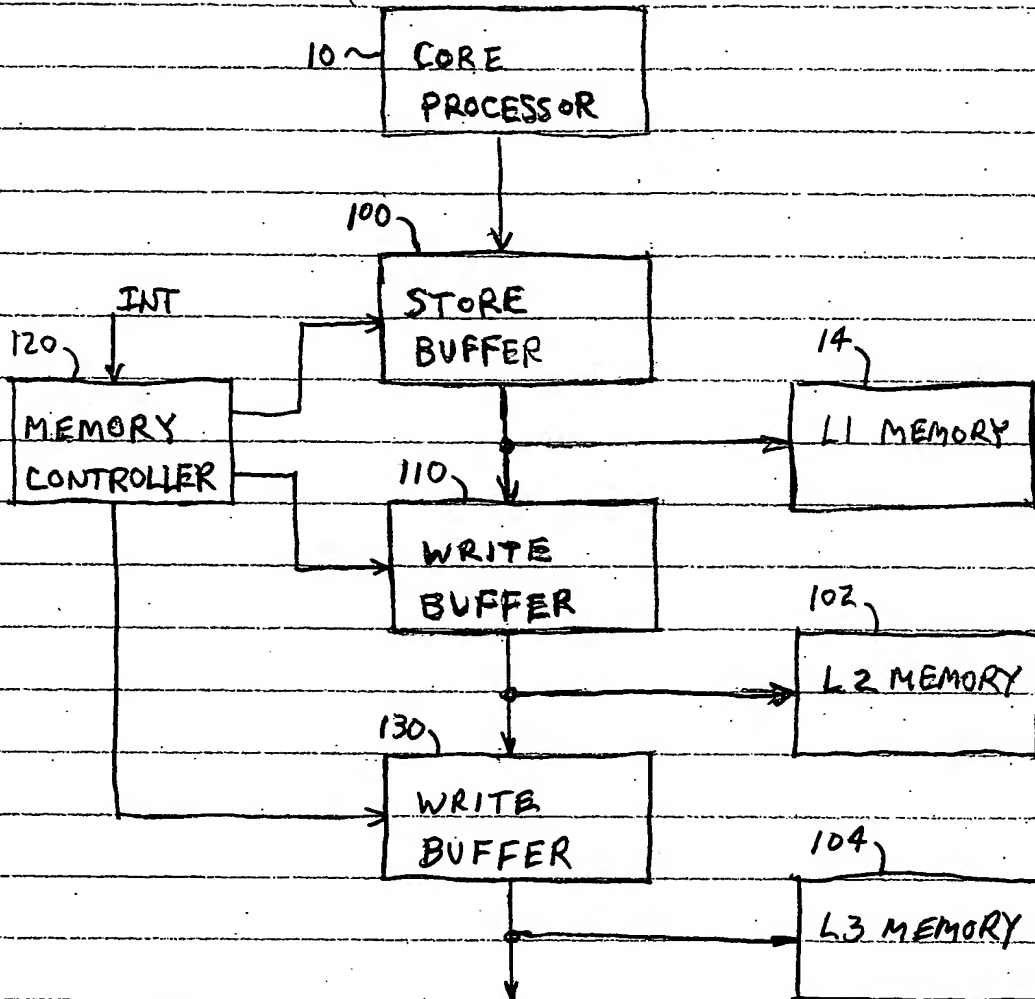 10
CORE
PROCESSOR
100
STORE
BUFFER
INT
120
MEMORY
CONTROLLER
14
L1 MEMORY
110
WRITE
BUFFER
102
L2 MEMORY
130
WRITE
BUFFER
104
L3 MEMORY